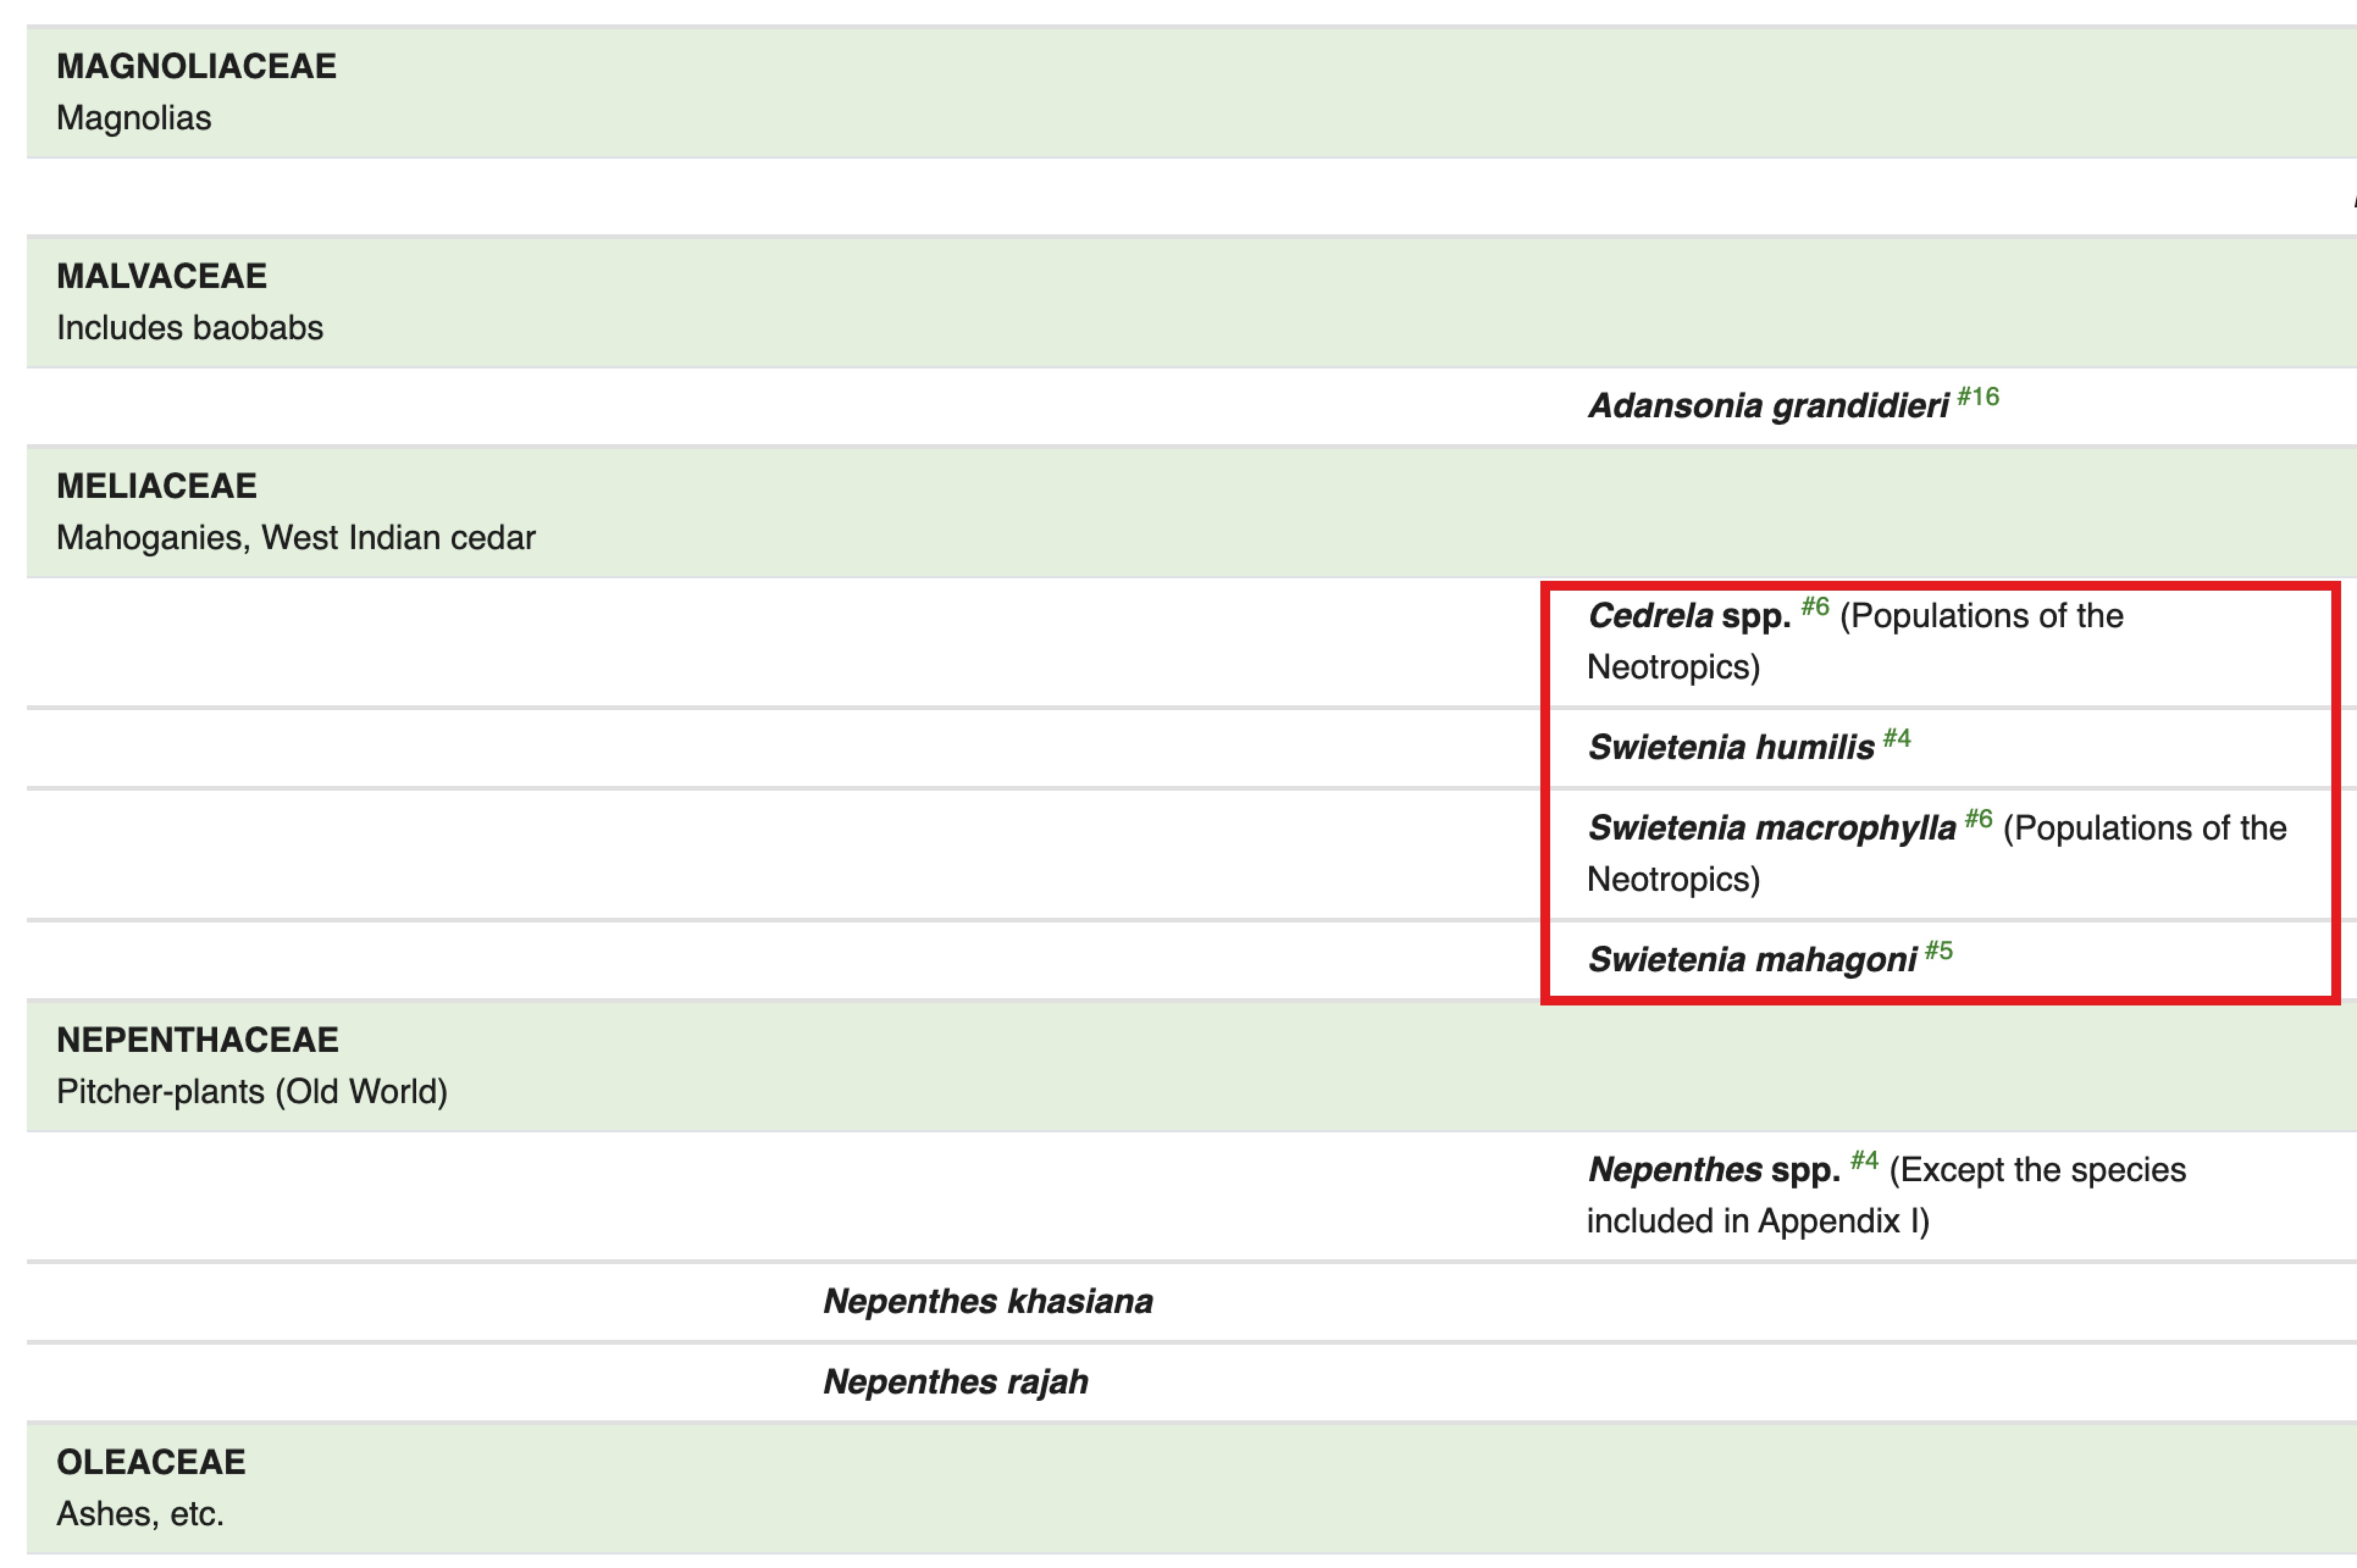 MAGNOLIACEAE
Magnolias
MALVACEAE
Includes baobabs
Adansonia grandidieri #16
MELIACEAE
Mahoganies, West Indian cedar
Cedrela spp. #6 (Populations of the
Neotropics)
Swietenia humilis #4
Swietenia macrophylla #6 (Populations of the
Neotropics)
Swietenia mahagoni #5
NEPENTHACEAE
Pitcher-plants (Old World)
Nepenthes spp. #4 (Except the species
included in Appendix I)
Nepenthes khasiana
Nepenthes rajah
OLEACEAE
Ashes, etc.